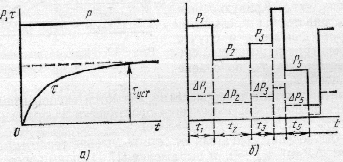 P,τ
P
τ
τуст
0
t
а)
P₁
P₂
P₃
P₅
ΔP₁
ΔP₂
ΔP₃
ΔP₅
t₁
t₂
t₃
t₅
t
б)